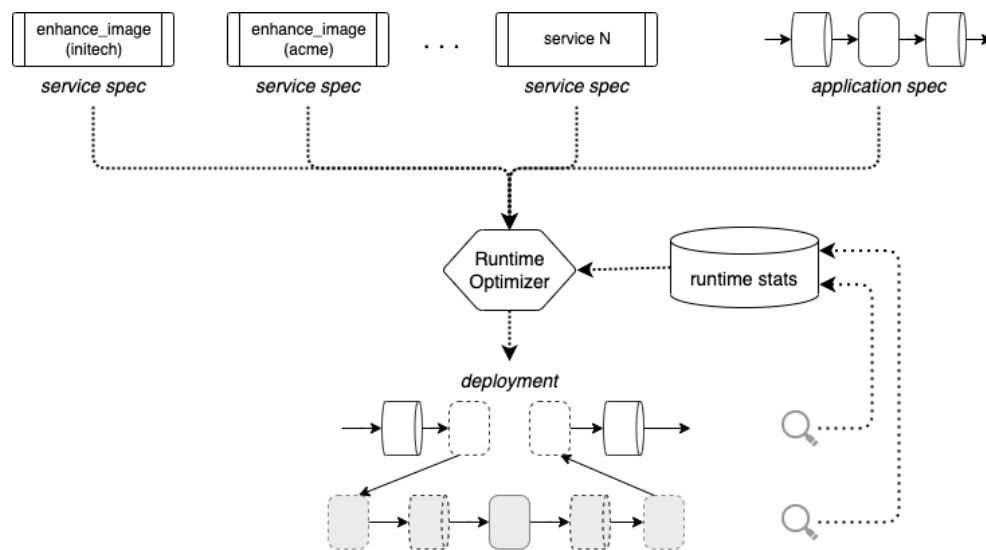 enhance_image
(initech)
enhance_image
(acme)
. . .
service N
service spec
service spec
service spec
application spec
Runtime
Optimizer
runtime stats
deployment